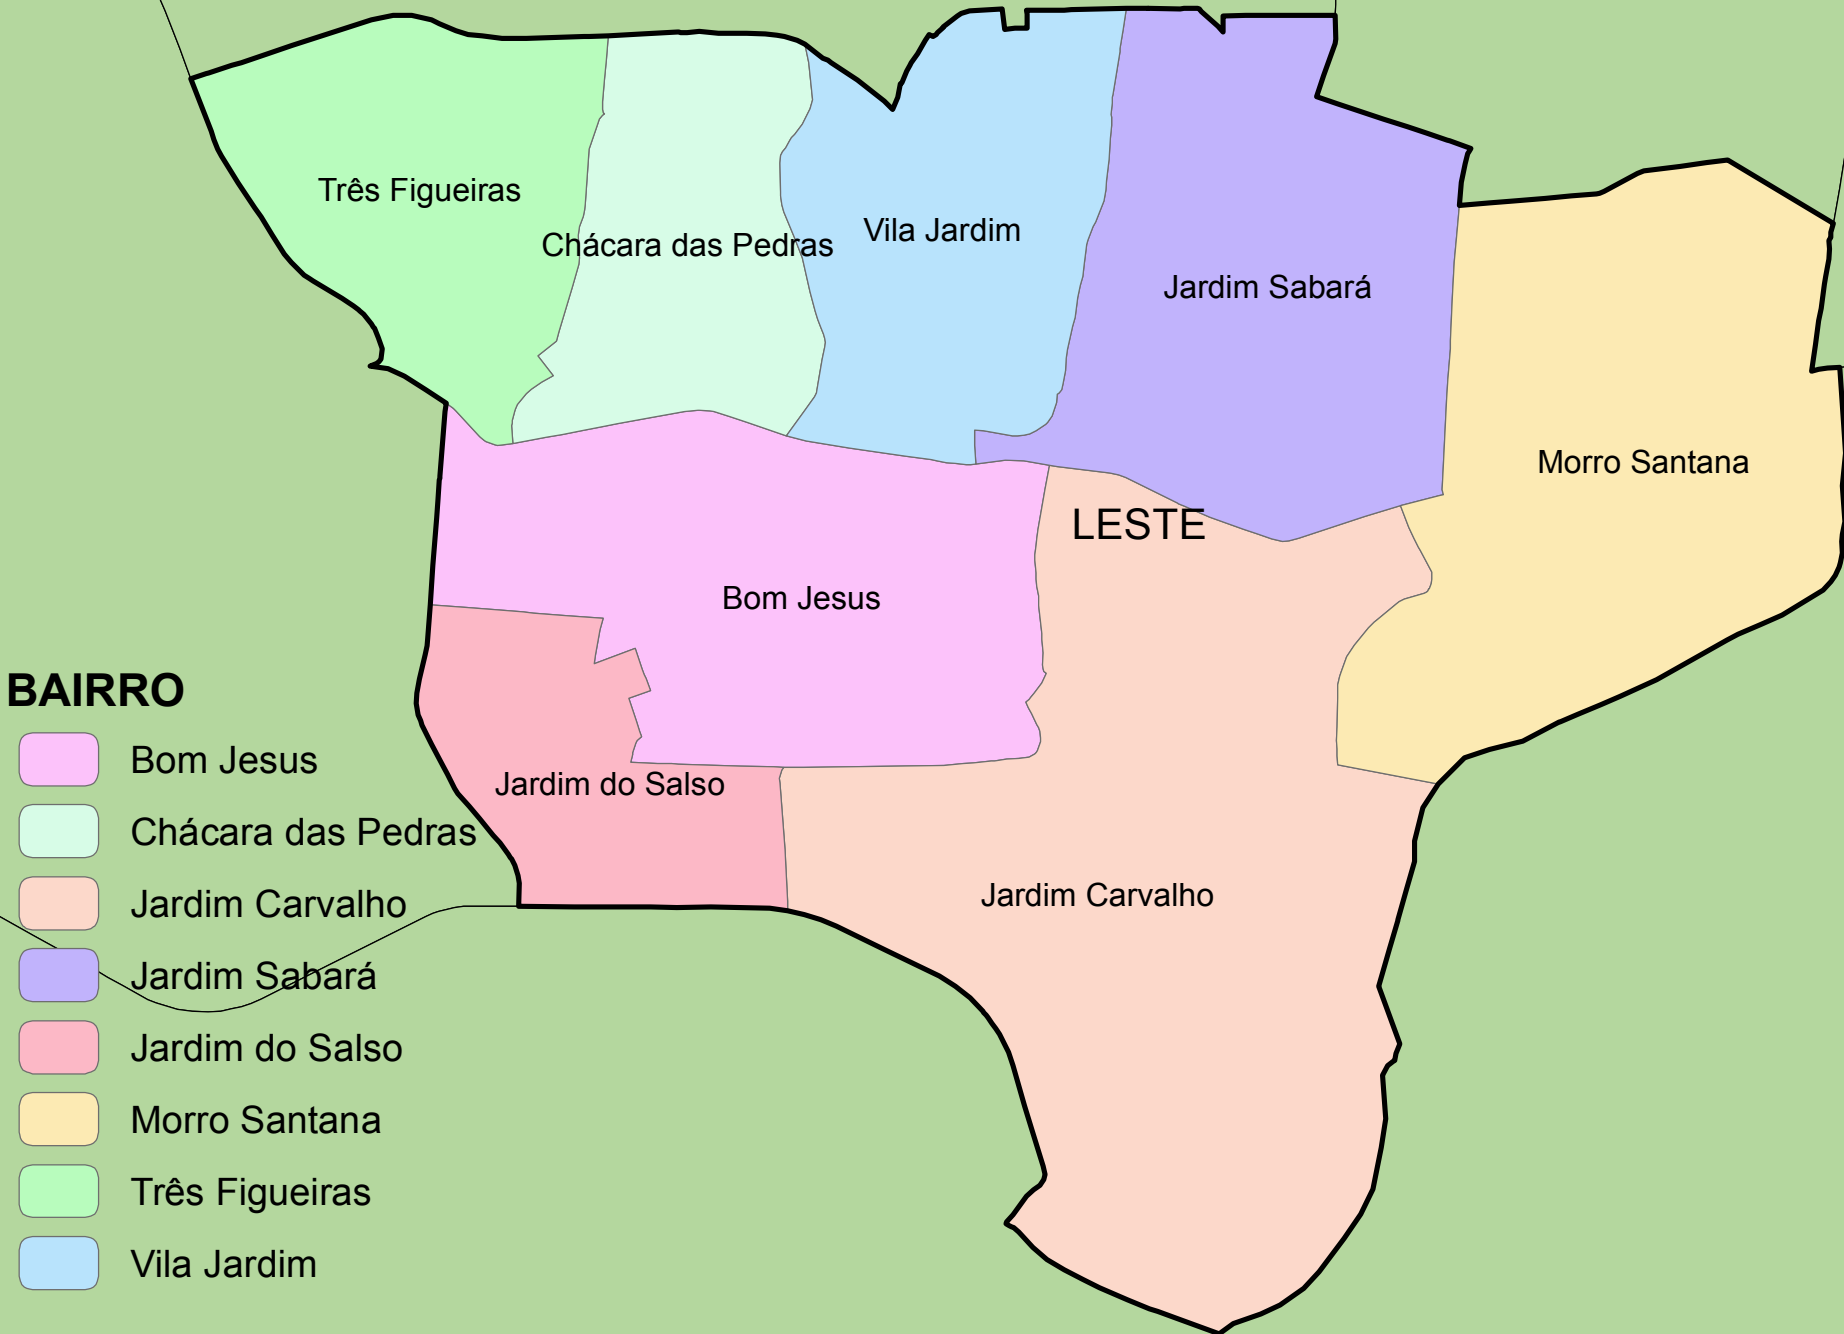 Três Figueiras
Chácara das Pedras
Vila Jardim
Jardim Sabará
Morro Santana
LESTE
Bom Jesus
Jardim do Salso
Jardim Carvalho
BAIRRO
Bom Jesus
Chácara das Pedras
Jardim Carvalho
Jardim Sabará
Jardim do Salso
Morro Santana
Três Figueiras
Vila Jardim